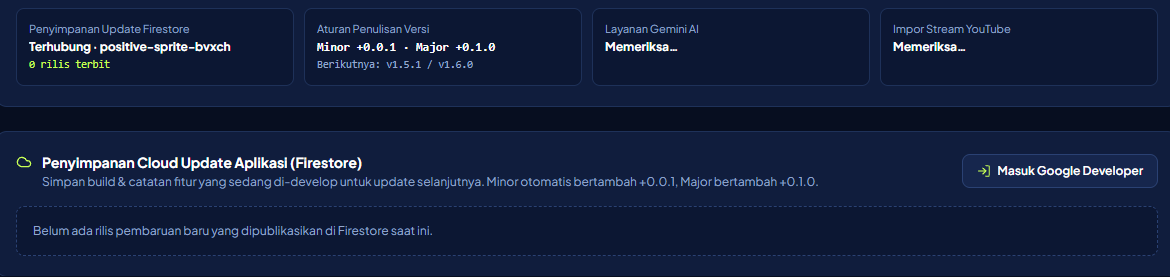 Penyimpanan Update Firestore
Terhubung · positive-sprite-bvxch
0 rilis terbit
Aturan Penulisan Versi
Minor +0.0.1 · Major +0.1.0
Berikutnya: v1.5.1 / v1.6.0
Layanan Gemini AI
Memeriksa...
Impor Stream YouTube
Memeriksa...
Penyimpanan Cloud Update Aplikasi (Firestore)
Simpan build & catatan fitur yang sedang di-develop untuk update selanjutnya. Minor otomatis bertambah +0.0.1, Major bertambah +0.1.0.
Masuk Google Developer
Belum ada rilis pembaruan baru yang dipublikasikan di Firestore saat ini.